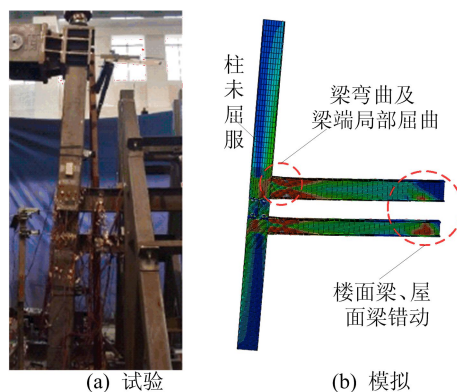 柱未屈服
梁弯曲及
梁端局部屈曲
楼面梁、屋
面梁错动
(a) 试验
(b) 模拟